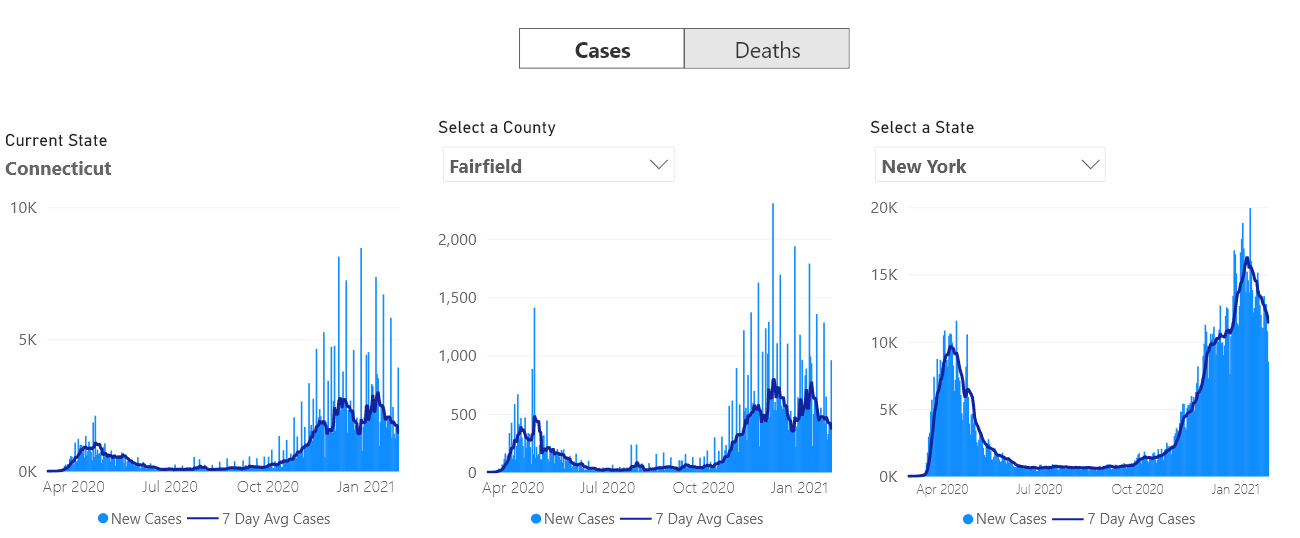 Cases
Deaths
Current State
Connecticut
10K
5K
0K
Apr 2020 Jul 2020 Oct 2020 Jan 2021
New Cases 7 Day Avg Cases
Select a County
Fairfield
2,000
1,500
1,000
500
0
Apr 2020 Jul 2020 Oct 2020 Jan 2021
New Cases 7 Day Avg Cases
Select a State
New York
20K
15K
10K
5K
0K
Apr 2020 Jul 2020 Oct 2020 Jan 2021
New Cases 7 Day Avg Cases